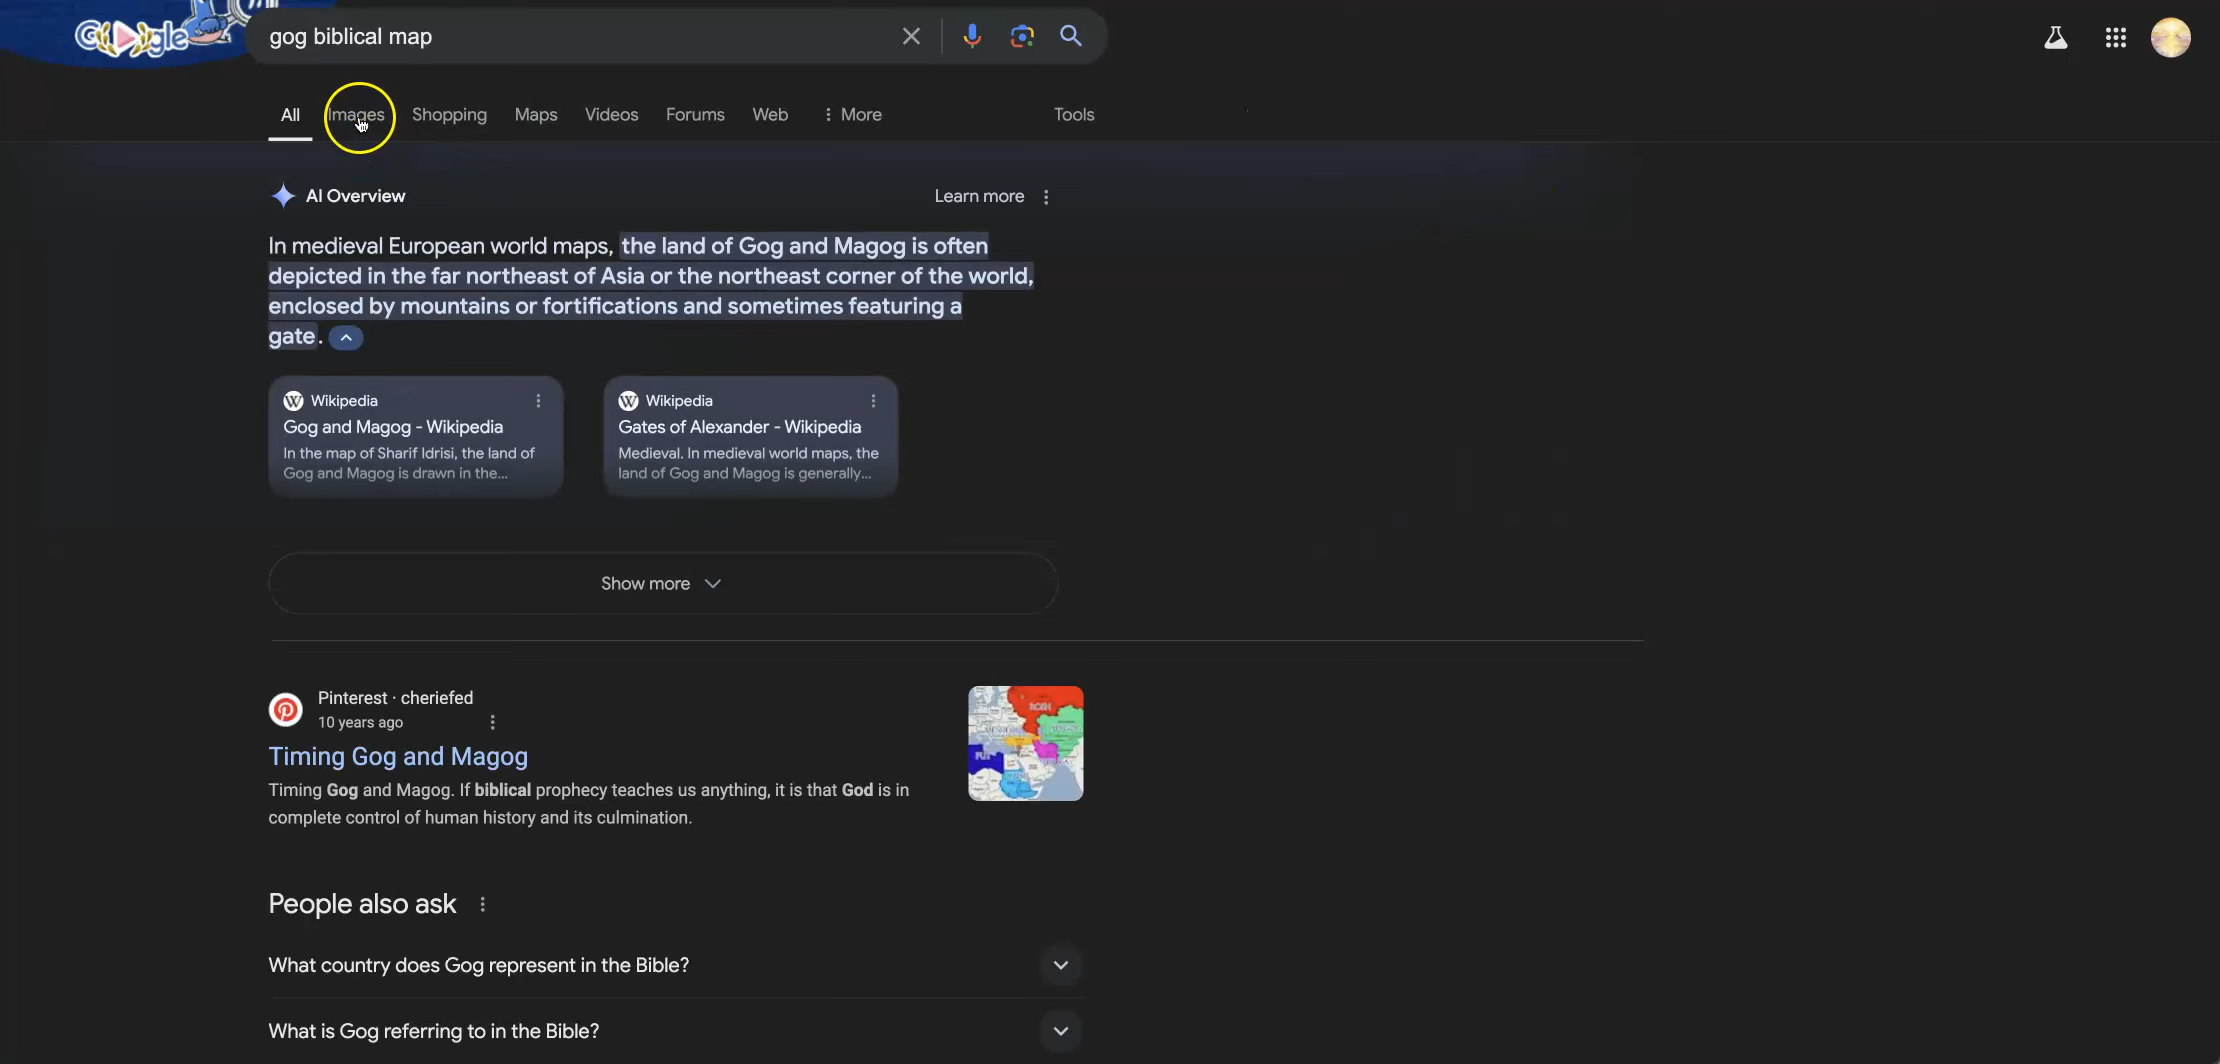 Google
gog biblical map
All Images Shopping Maps Videos Forums Web More Tools
AI Overview
Learn more
In medieval European world maps, the land of Gog and Magog is often
depicted in the far northeast of Asia or the northeast corner of the world,
enclosed by mountains or fortifications and sometimes featuring a
gate.
Wikipedia
Gog and Magog - Wikipedia
In the map of Sharif Idrisi, the land of
Gog and Magog is drawn in the...
Wikipedia
Gates of Alexander - Wikipedia
Medieval. In medieval world maps, the
land of Gog and Magog is generally...
Show more
Pinterest · cheriefed
10 years ago
Timing Gog and Magog
Timing Gog and Magog. If biblical prophecy teaches us anything, it is that God is in
complete control of human history and its culmination.
ROSH
PUT
People also ask
What country does Gog represent in the Bible?
What is Gog referring to in the Bible?